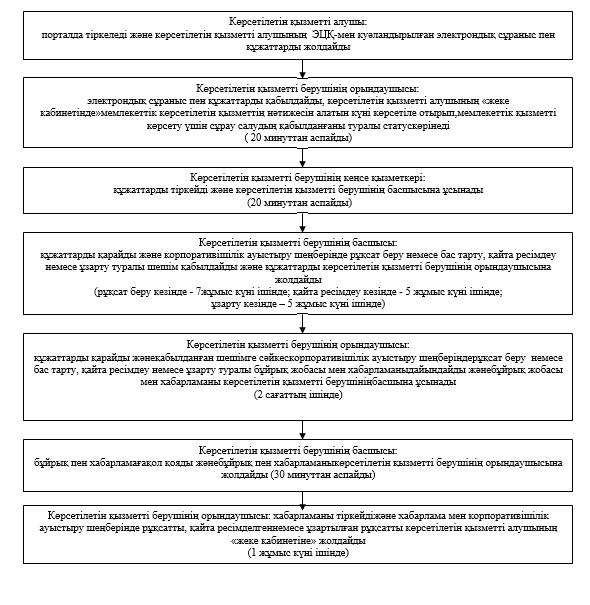 Көрсетілетін қызметті алушы:
порталда тіркеледі және көрсетілетін қызметті алушының ЭЦҚ-мен куәландырылған электрондық сұраныс пен
құжаттарды жолдайды
Көрсетілетін қызметті берушінің орындаушысы:
электрондық сұраныс пен құжаттарды қабылдайды, көрсетілетін қызметті алушының «жеке
кабинетінде»мемлекеттік көрсетілетін қызметтің нәтижесін алатын күні көрсетіле отырып,мемлекеттік қызметті
көрсету үшін сұрау салудың қабылданғаны туралы статускөрінеді
( 20 минуттан аспайды)
Көрсетілетін қызметті берушінің кеңсе қызметкері:
құжаттарды тіркейді және көрсетілетін қызметті берушінің басшысына ұсынады
(20 минуттан аспайды)
Көрсетілетін қызметті берушінің басшысы:
құжаттарды қарайды және корпоративішілік ауыстыру шеңберінде рұқсат беру немесе бас тарту, қайта ресімдеу
немесе ұзарту туралы шешім қабылдайды және құжаттарды көрсетілетін қызметті берушінің орындаушысына
жолдайды
(рұқсат беру кезінде - 7жұмыс күні ішінде; қайта ресімдеу кезінде - 5 жұмыс күні ішінде;
ұзарту кезінде – 5 жұмыс күні ішінде)
Көрсетілетін қызметті берушінің орындаушысы:
құжаттарды қарайды жәнеқабылданған шешімге сәйкескорпоративішілік ауыстыру шеңберіндерұқсат беру немесе
бас тарту, қайта ресімдеу немесе ұзарту туралы бұйрық жобасы мен хабарламаныдайындайды жәнебұйрық жобасы
мен хабарламаны көрсетілетін қызметті берушініңбасшына ұсынады
(2 сағаттың ішінде)
Көрсетілетін қызметті берушінің басшысы:
бұйрық пен хабарламағақол қояды жәнебұйрық пен хабарламаныкөрсетілетін қызметті берушінің орындаушысына
жолдайды (30 минуттан аспайды)
Көрсетілетін қызметті берушінің орындаушысы: хабарламаны тіркейдіжәне хабарлама мен корпоративішілік
ауыстыру шеңберінде рұқсатты, қайта ресімделгеннемесе ұзартылған рұқсатты көрсетілетін қызметті алушының
«жеке кабинетіне» жолдайды
(1 жұмыс күні ішінде)